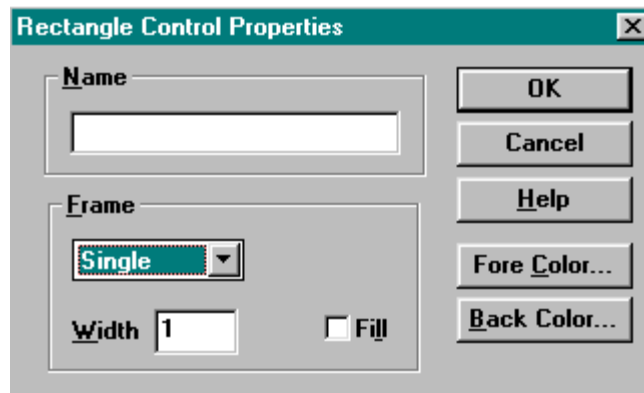 Rectangle Control Properties
Name
OK
Cancel
Help
Frame
Single
Width 1 Fill
Fore Color...
Back Color...